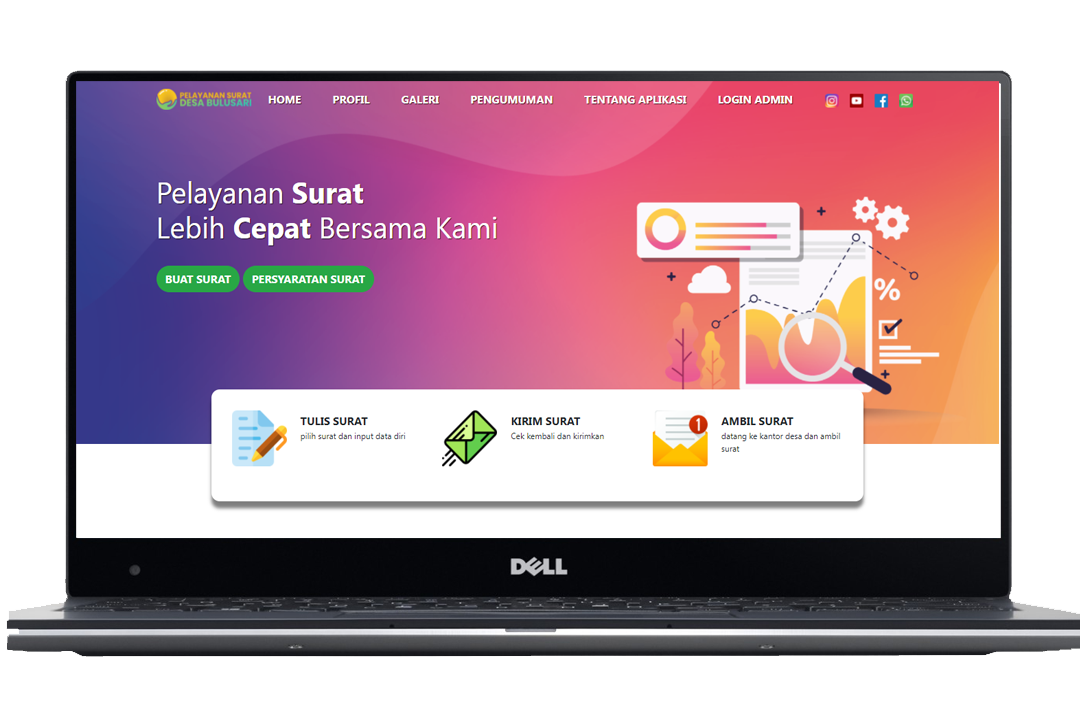 PELAYANAN SURAT
DESA BULUSARI
HOME PROFIL GALERI PENGUMUMAN TENTANG APLIKASI LOGIN ADMIN
Pelayanan Surat
Lebih Cepat Bersama Kami
BUAT SURAT PERSYARATAN SURAT
%
TULIS SURAT
pilih surat dan input data diri
KIRIM SURAT
Cek kembali dan kirimkan
1
AMBIL SURAT
datang ke kantor desa dan ambil
surat
DELL